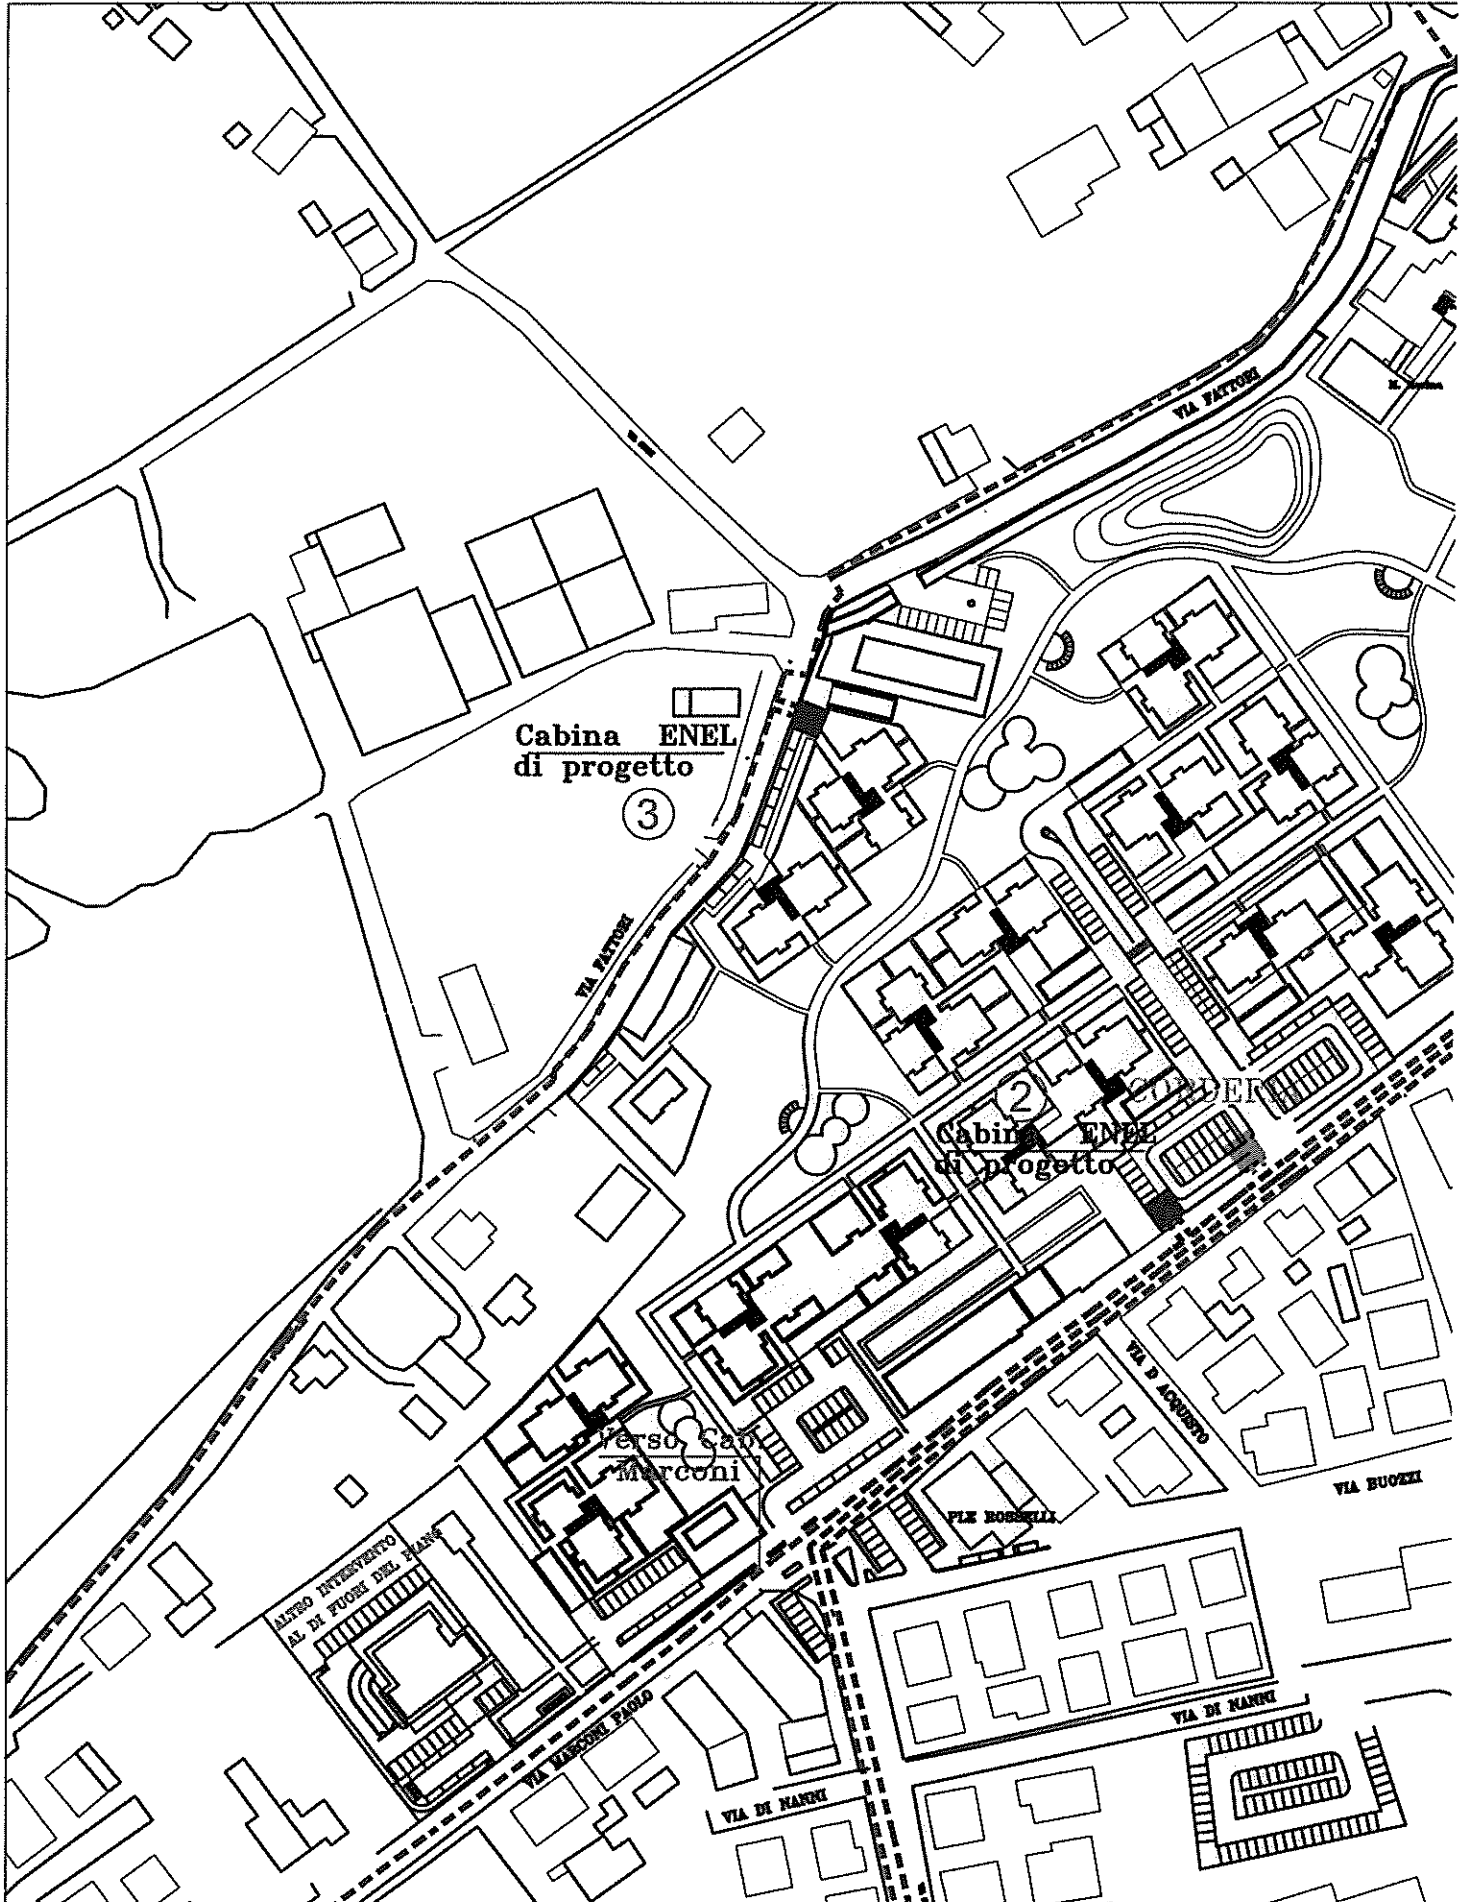 VIA FATTORI
Cabina ENEL
di progetto
3
VIA FATTORI
2
Cabina ENEL
di progetto
VIA D ACQUISTO
Verso Cab.
Marconi
VIA BUOZZI
PLE ROSSELLI
ALTRO INTERVENTO
AL DI FUORI DEL PIANO
VIA MARCONI PAOLO
VIA DI NANNI
VIA DI NANNI